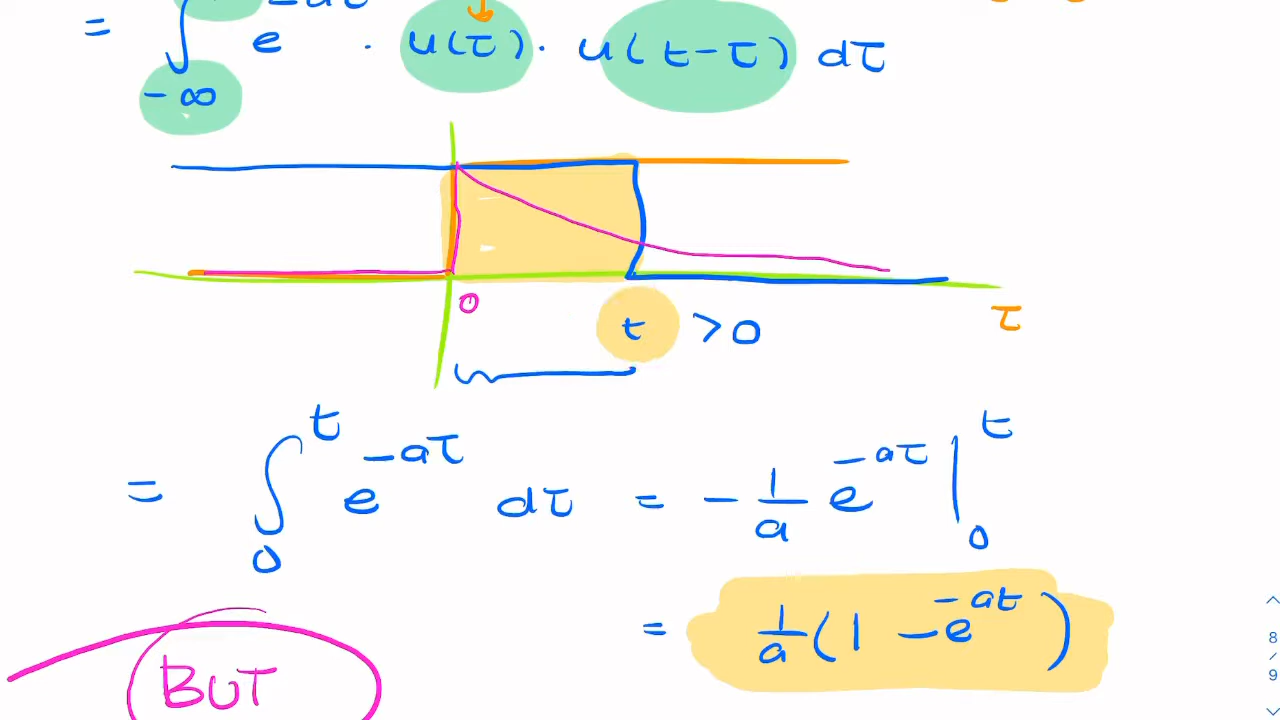 = ∫ -∞ e^-aτ · u(τ) · u(t-τ) dτ
0
t >0
τ
= ∫₀ᵗ e^-aτ dτ = - 1/a e^-aτ |₀ᵗ
= 1/a (1 - e^-at)
BUT
8
/
9